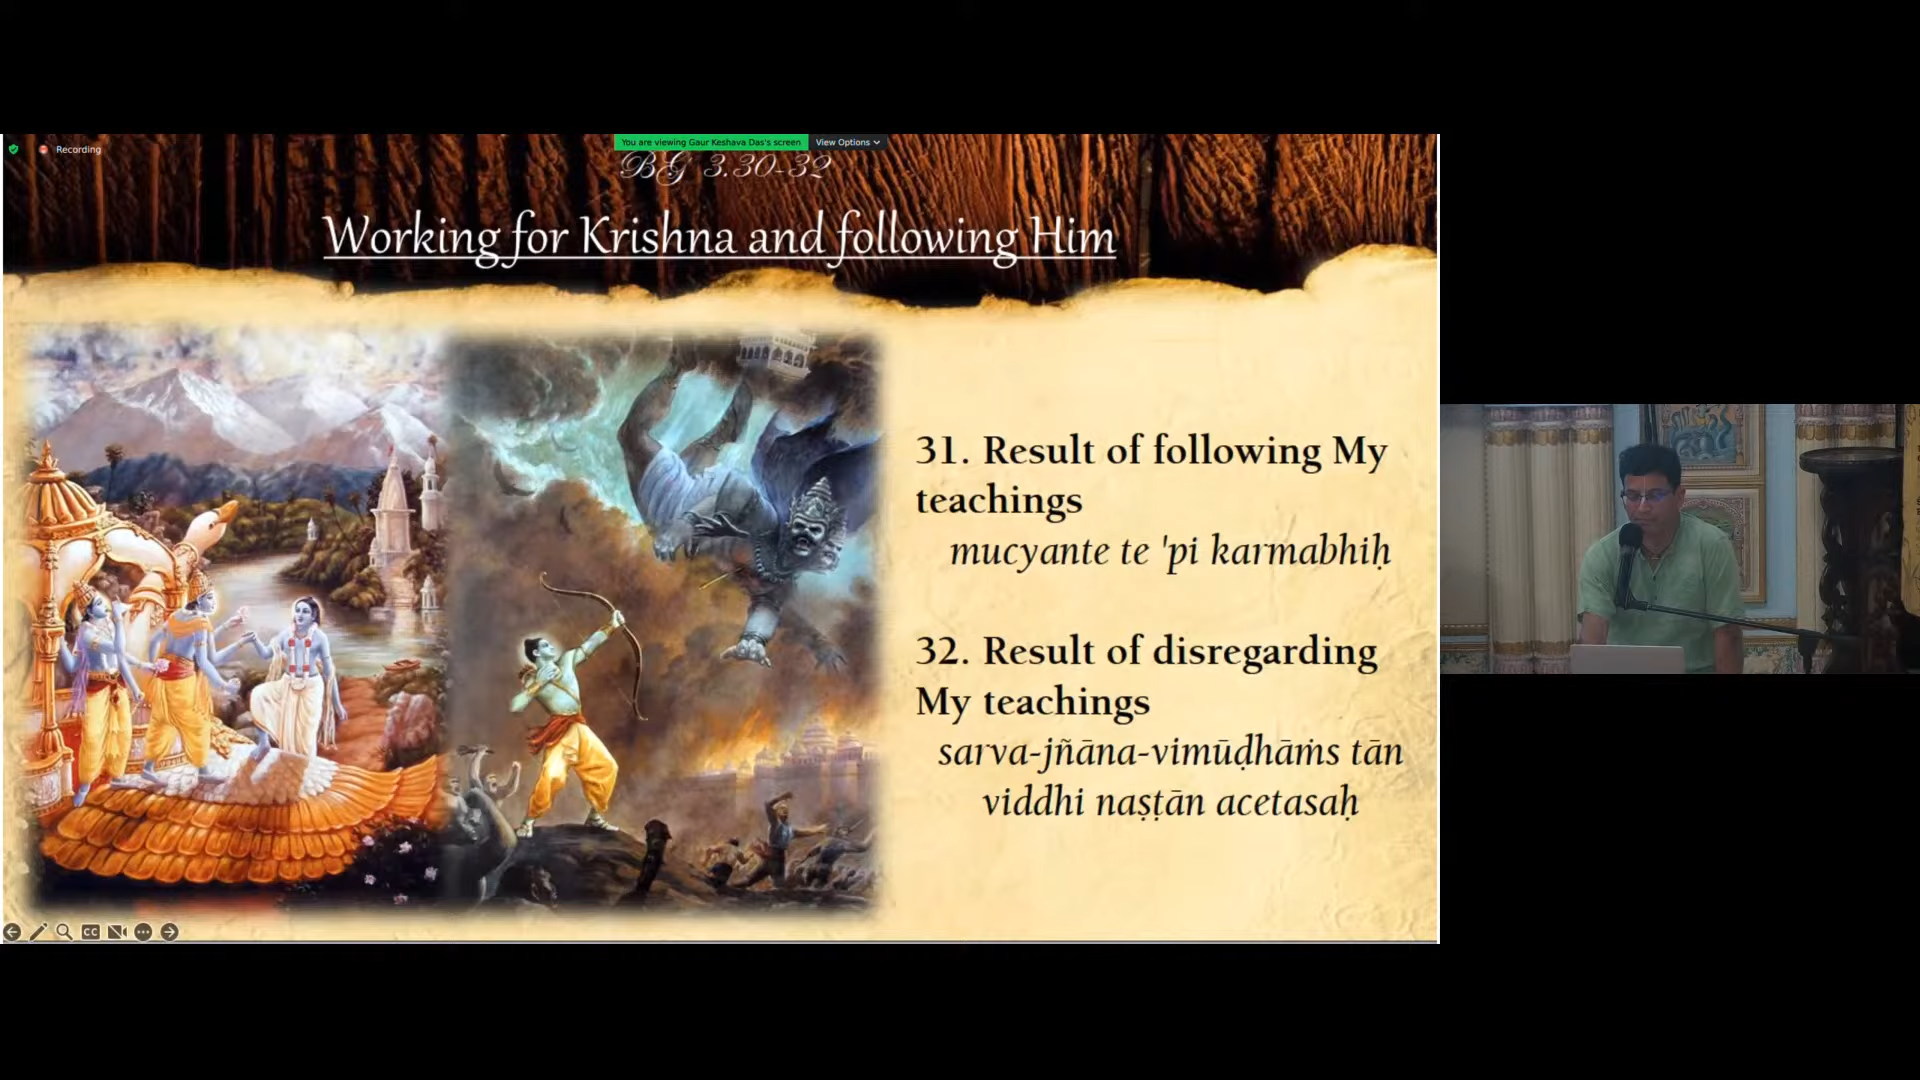 Recording
You are viewing Gaur Keshava Das's screen
View Options
BG 3.30-32
Working for Krishna and following Him
31. Result of following My
teachings
mucyante te 'pi karmabhiḥ
32. Result of disregarding
My teachings
sarva-jñāna-vimūḍhāṁs tān
viddhi naṣṭān acetasaḥ
CC